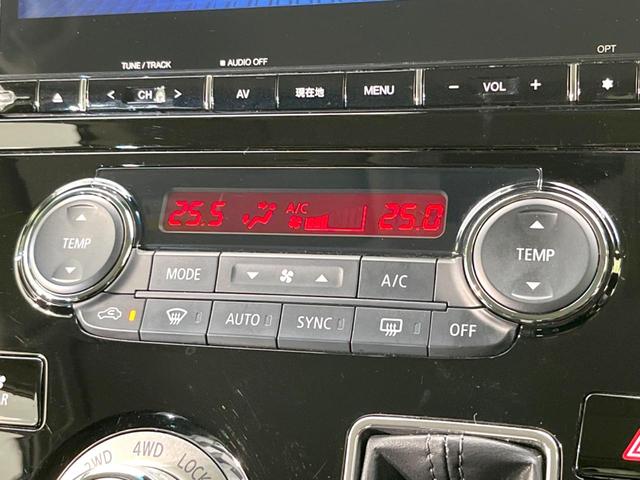 TUNE / TRACK
AUDIO OFF
OPT
< CH > AV 現在地 MENU - VOL +
25.5 A/C 25.0
TEMP
TEMP
MODE A/C
AUTO SYNC OFF
2WD 4WD LOCK